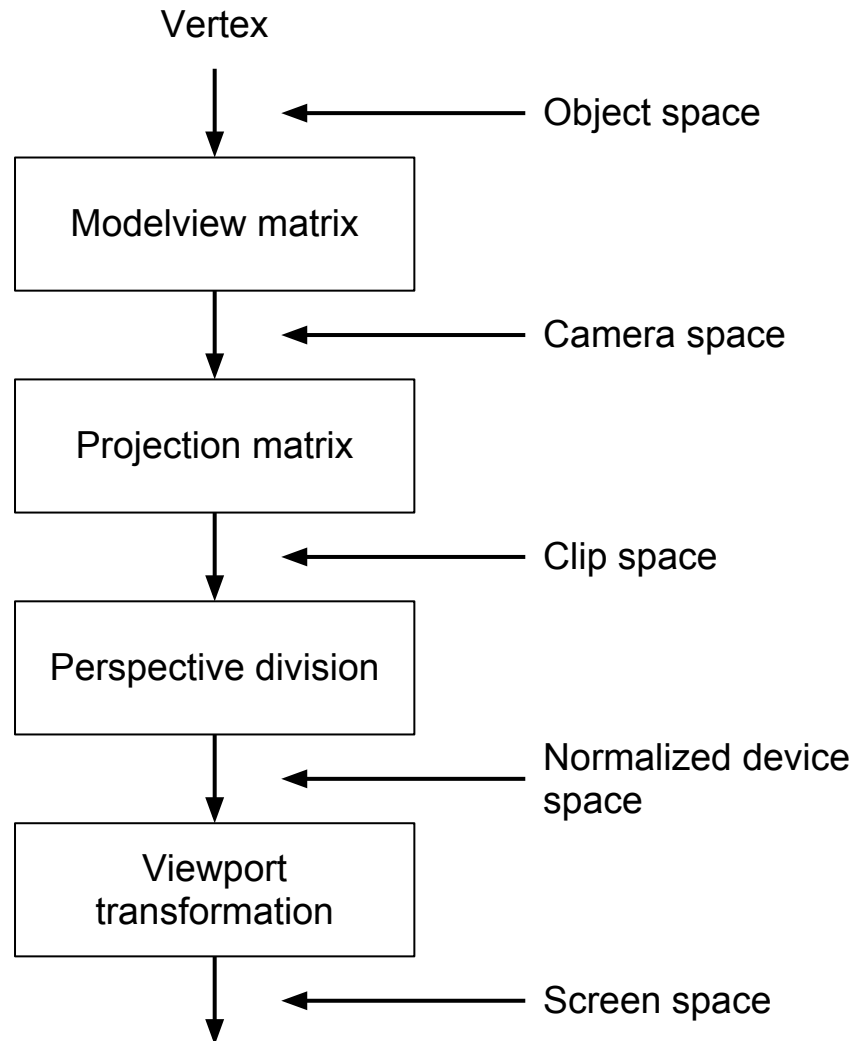 Vertex
Object space
Modelview matrix
Camera space
Projection matrix
Clip space
Perspective division
Normalized device
space
Viewport
transformation
Screen space